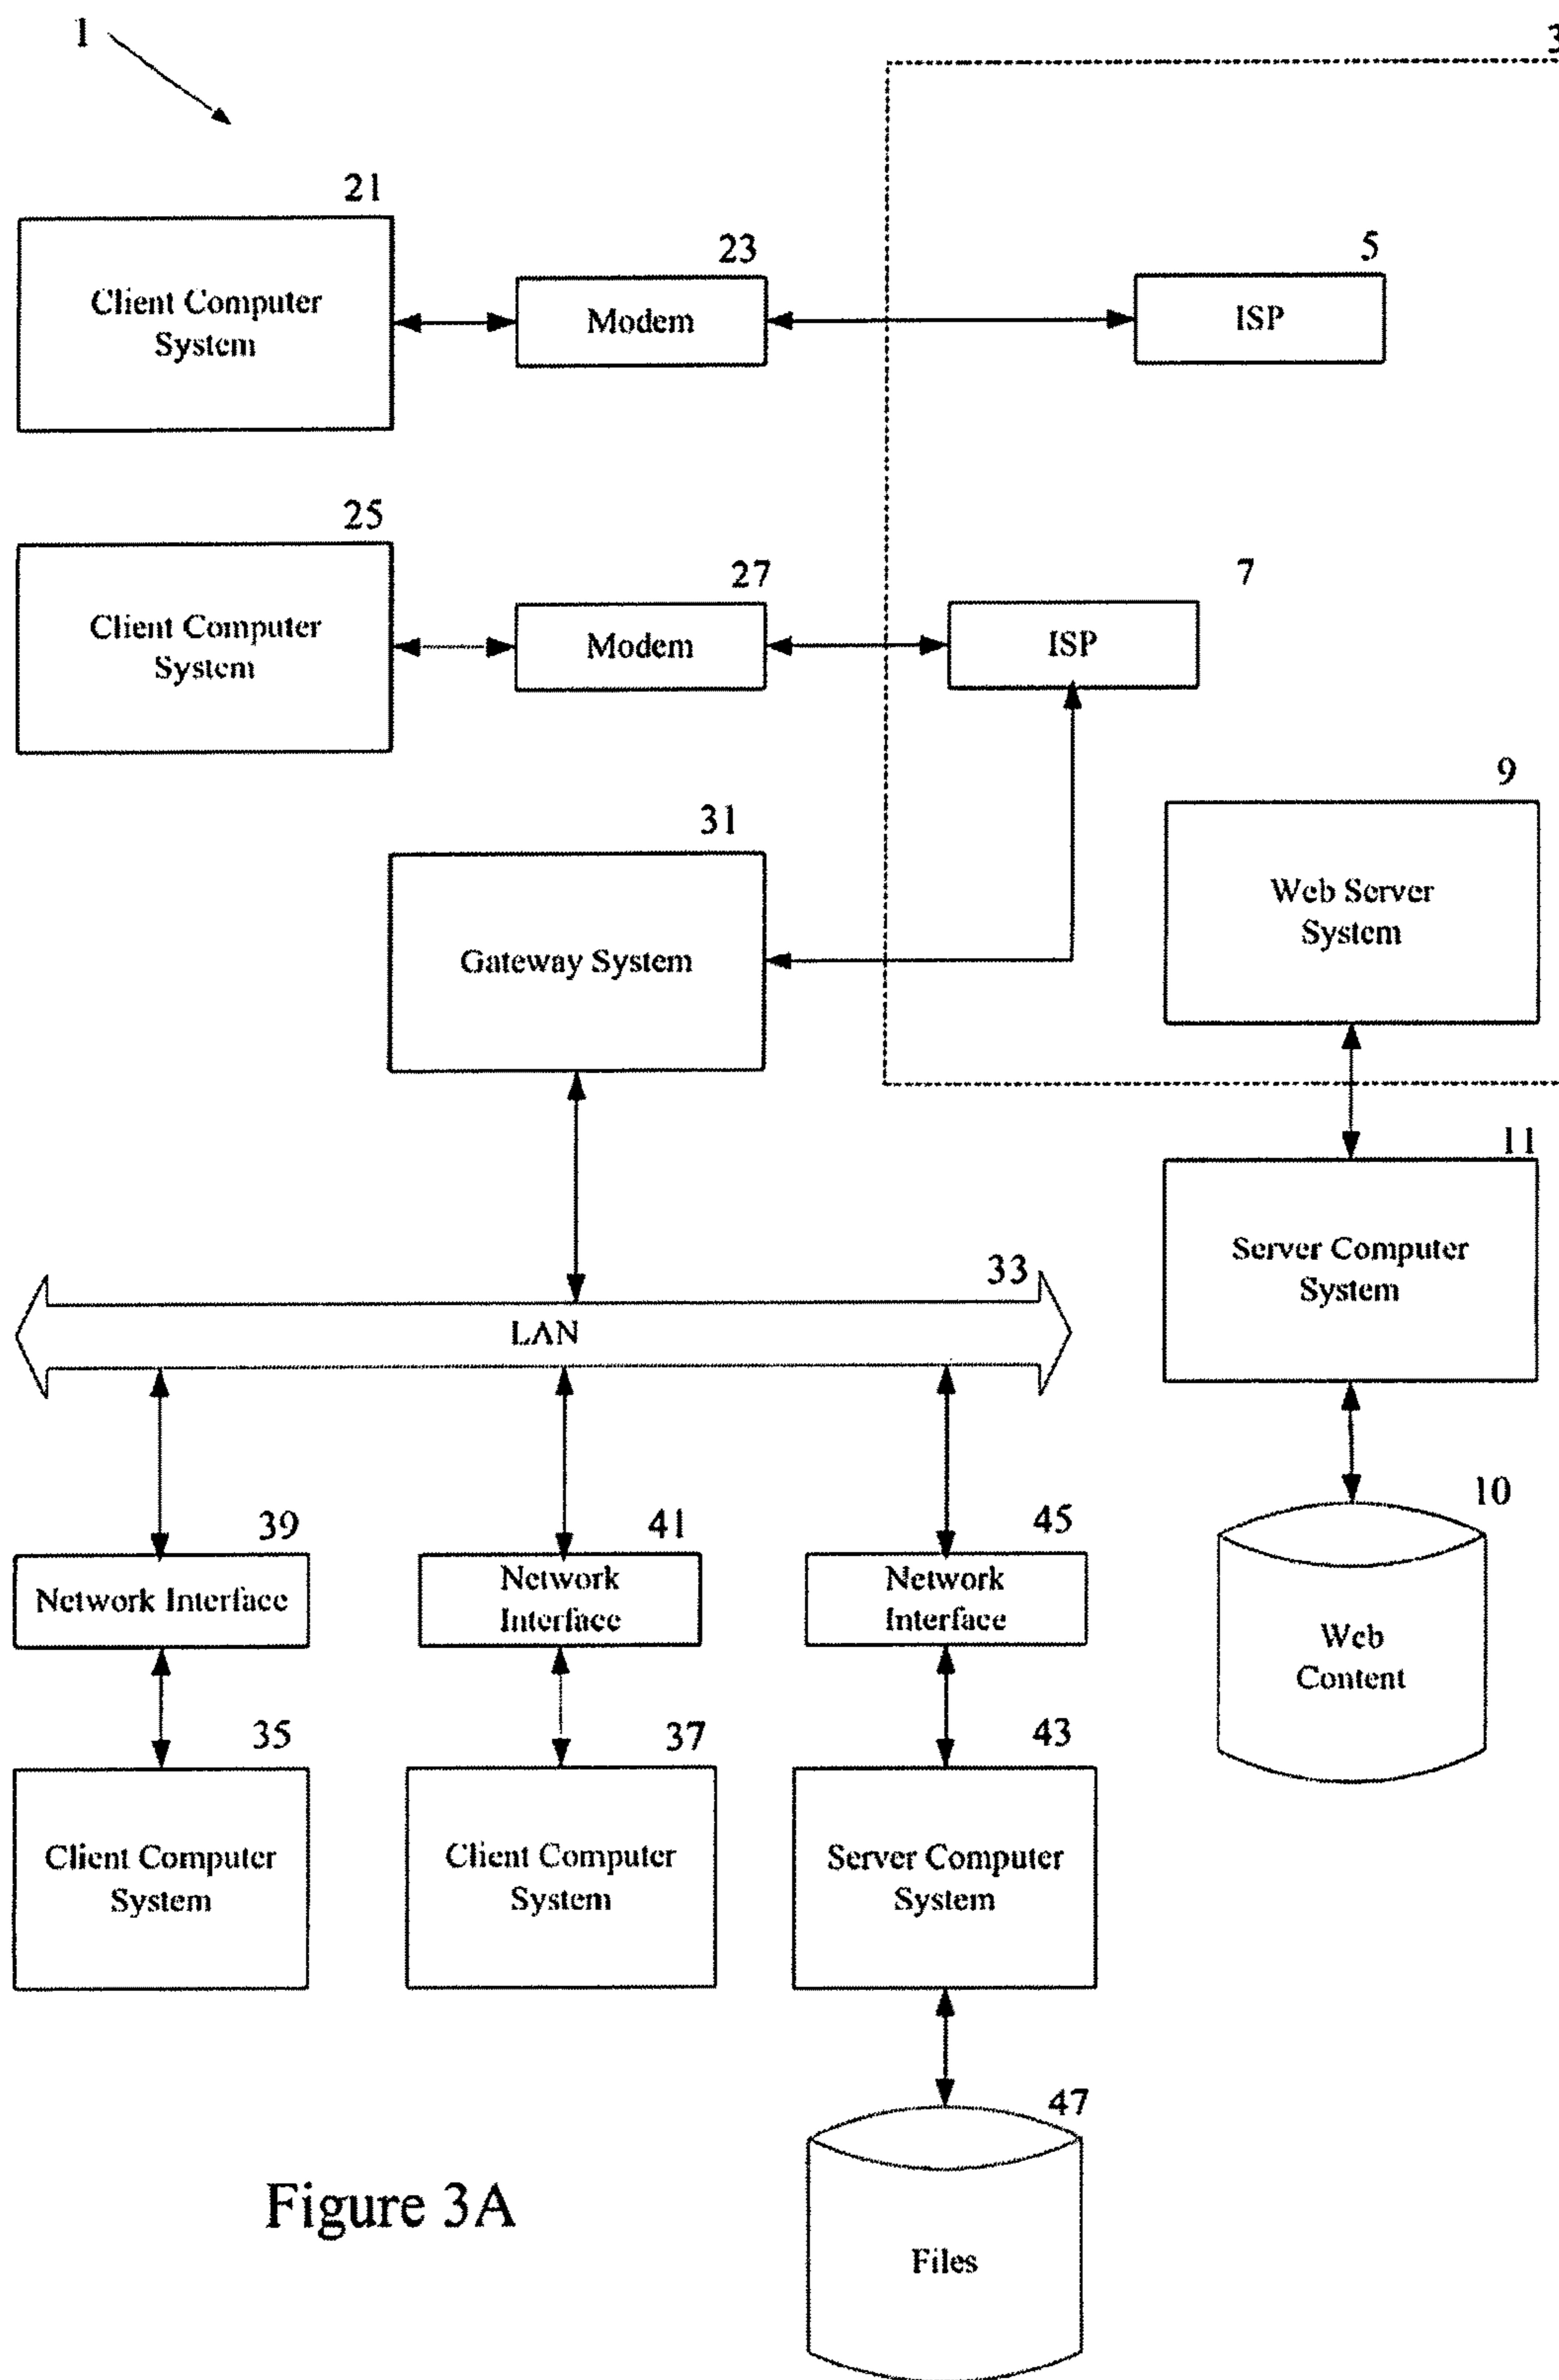 1
3
21
Client Computer
System
23
Modem
5
ISP
25
Client Computer
System
27
Modem
7
ISP
31
Gateway System
9
Web Server
System
11
Server Computer
System
33
LAN
10
Web
Content
39
Network Interface
41
Network
Interface
45
Network
Interface
35
Client Computer
System
37
Client Computer
System
43
Server Computer
System
47
Files
Figure 3A